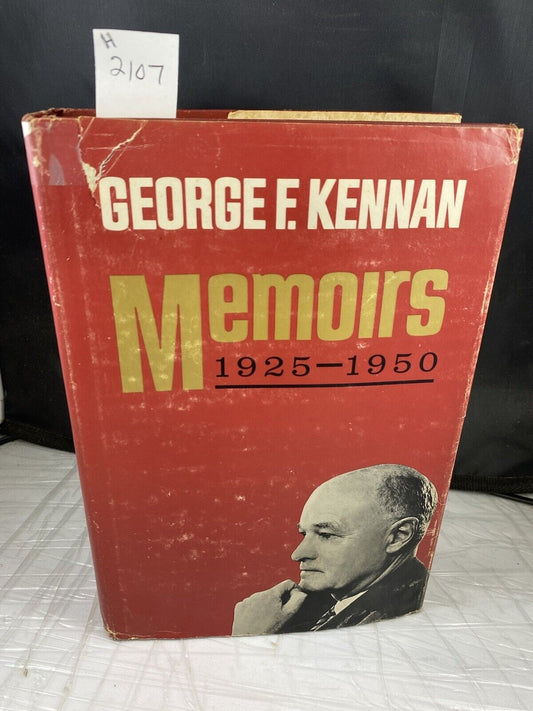 H
2107
GEORGE F. KENNAN
Memoirs
1925—1950